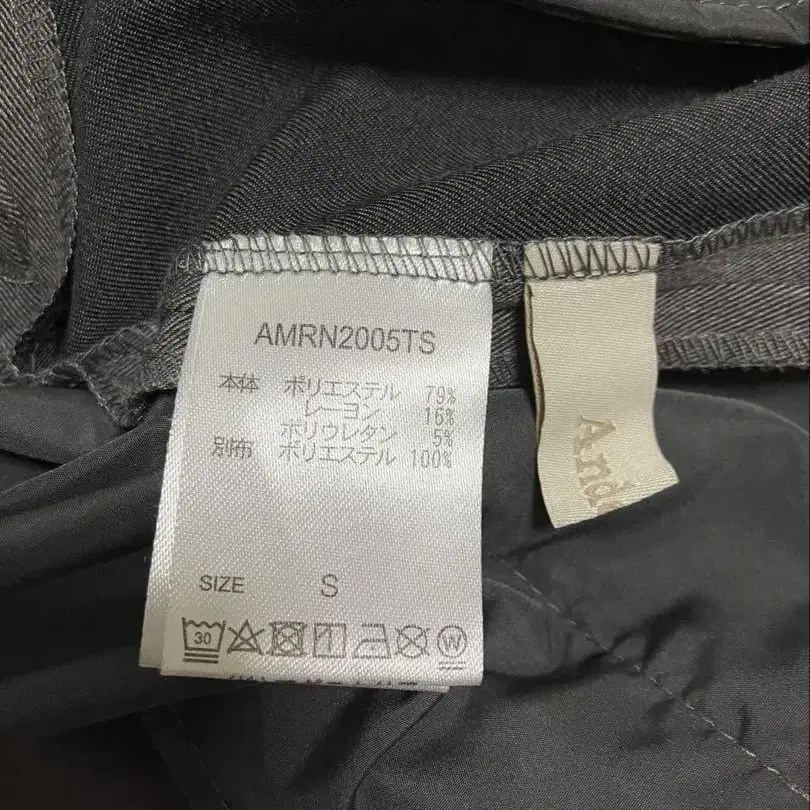 AMRN2005TS
本体 ポリエステル 79%
レーヨン 16%
ポリウレタン 5%
別布 ポリエステル 100%
SIZE S
30
W